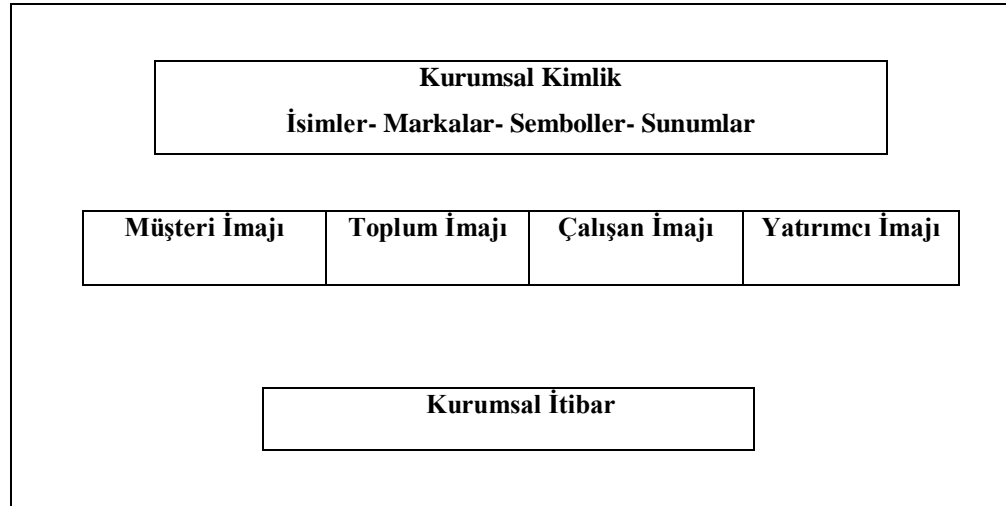 Kurumsal Kimlik
İsimler- Markalar- Semboller- Sunumlar
Müşteri İmajı Toplum İmajı Çalışan İmajı Yatırımcı İmajı
Kurumsal İtibar